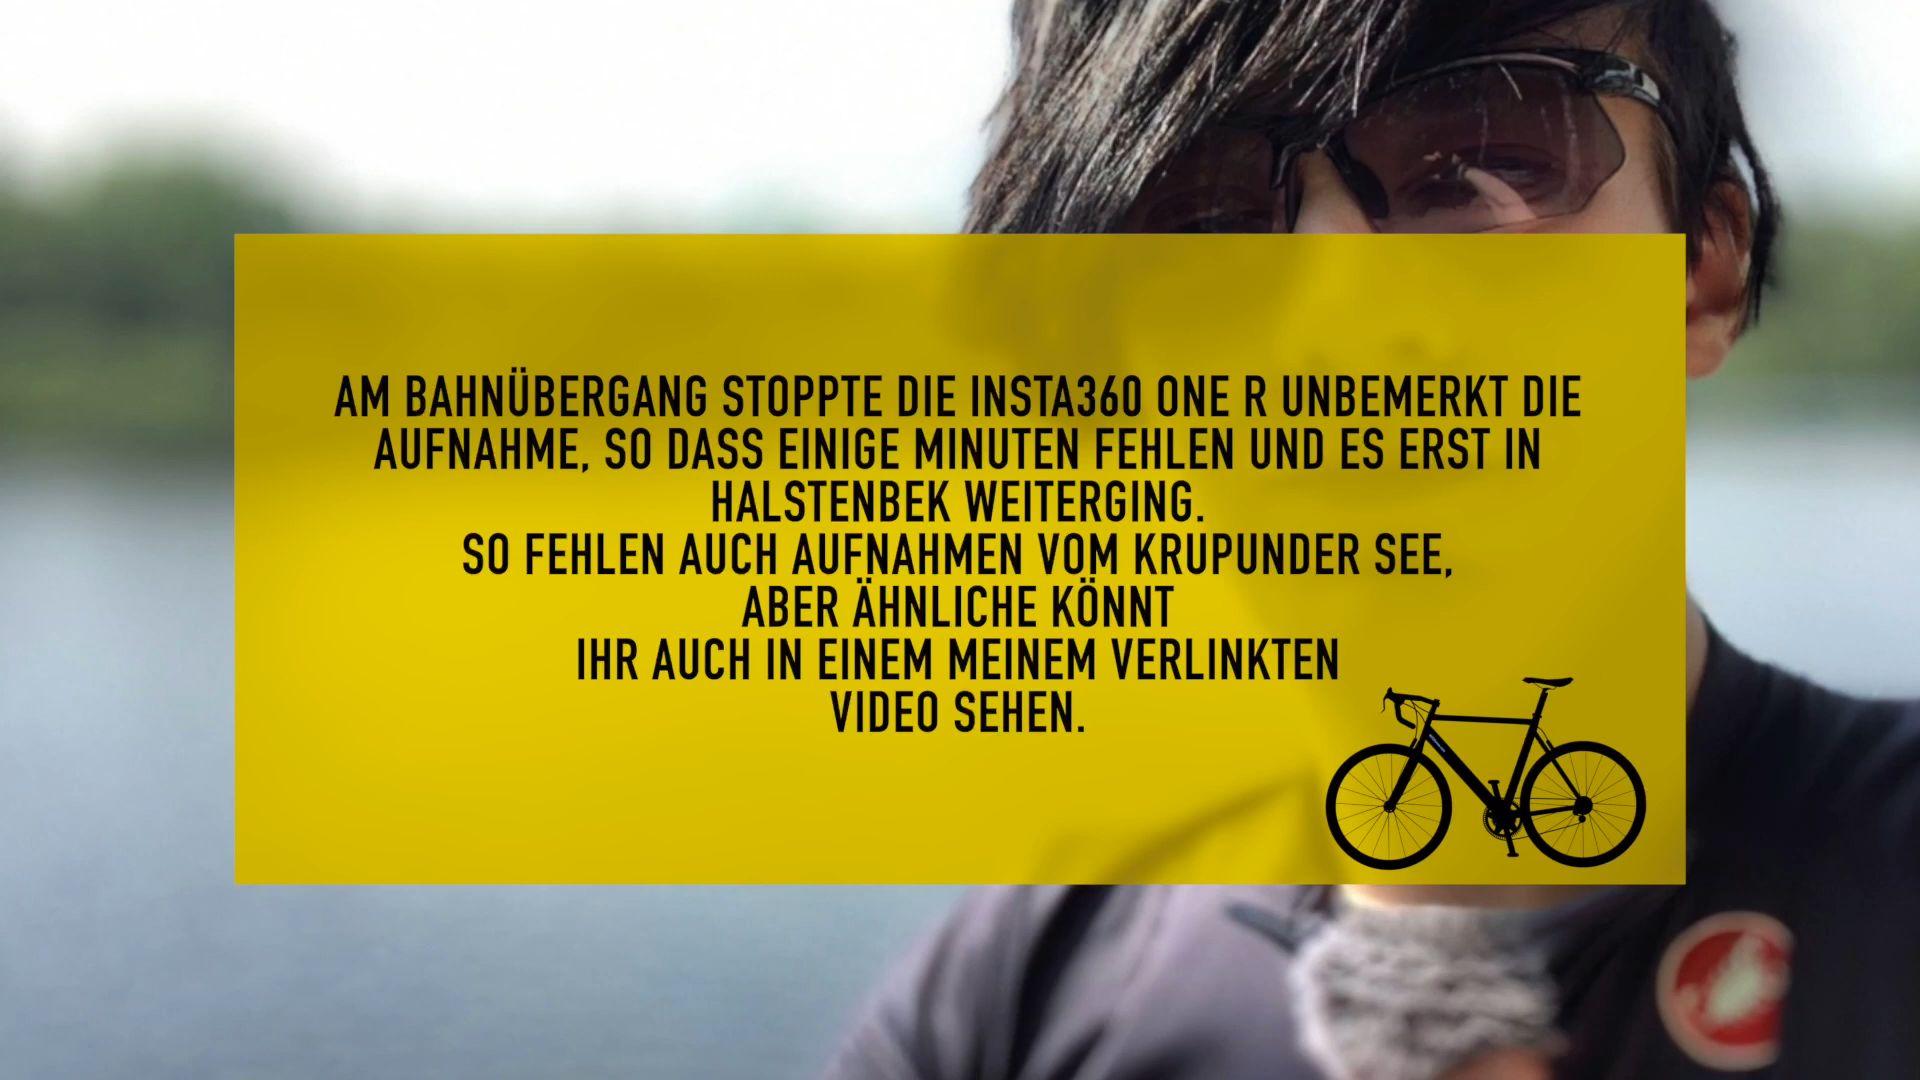 AM BAHNÜBERGANG STOPPTE DIE INSTA360 ONE R UNBEMERKT DIE
AUFNAHME, SO DASS EINIGE MINUTEN FEHLEN UND ES ERST IN
HALSTENBEK WEITERGING.
SO FEHLEN AUCH AUFNAHMEN VOM KRUPUNDER SEE,
ABER ÄHNLICHE KÖNNT
IHR AUCH IN EINEM MEINEM VERLINKTEN
VIDEO SEHEN.